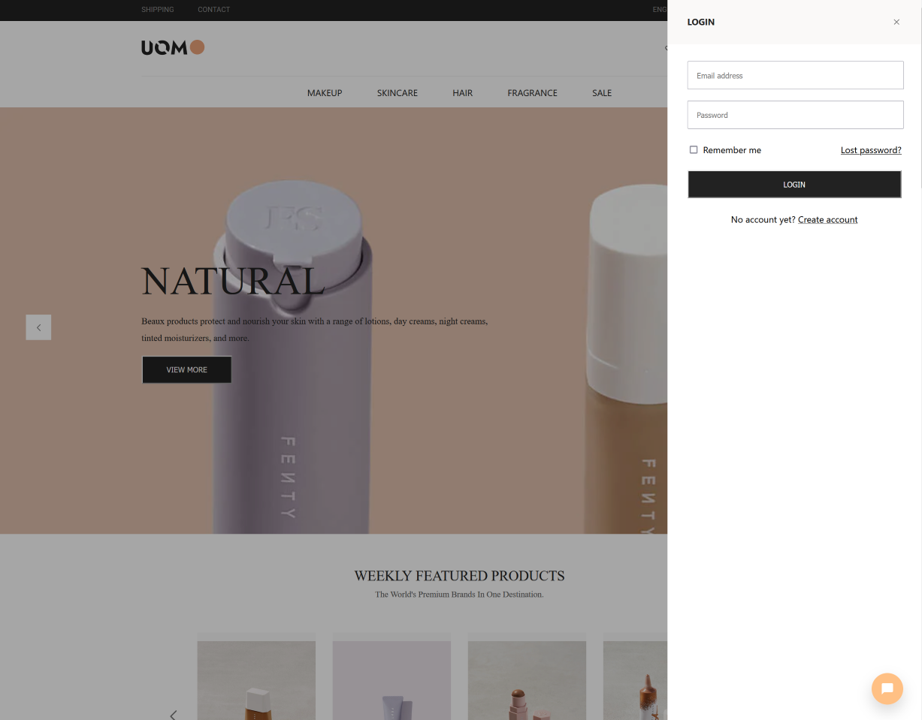 SHIPPING CONTACT
ENG
UOMO
MAKEUP SKINCARE HAIR FRAGRANCE SALE
NATURAL
Beaux products protect and nourish your skin with a range of lotions, day creams, night creams,
tinted moisturizers, and more.
VIEW MORE
FENTY
FENTY
WEEKLY FEATURED PRODUCTS
The World's Premium Brands In One Destination.
LOGIN
Email address
Password
Remember me Lost password?
LOGIN
No account yet? Create account